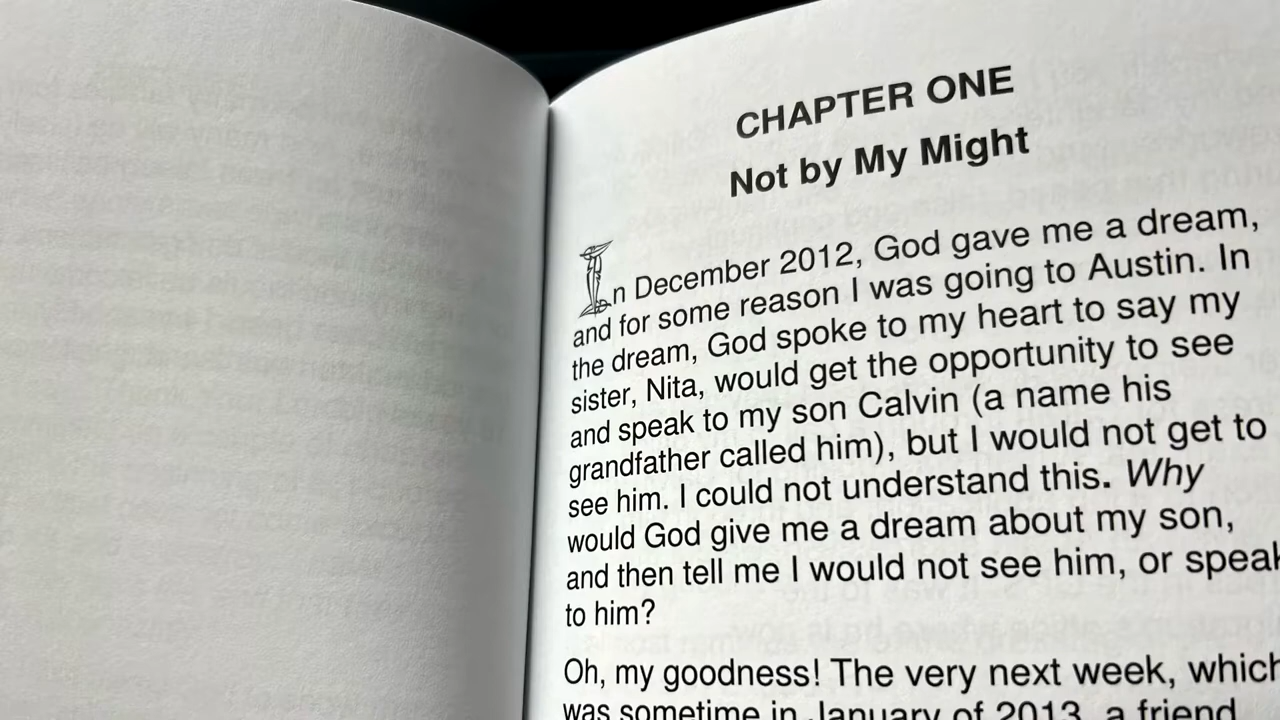 CHAPTER ONE
Not by My Might
In December 2012, God gave me a dream,
and for some reason I was going to Austin. In
the dream, God spoke to my heart to say my
sister, Nita, would get the opportunity to see
and speak to my son Calvin (a name his
grandfather called him), but I would not get to
see him. I could not understand this. Why
would God give me a dream about my son,
and then tell me I would not see him, or speak
to him?
Oh, my goodness! The very next week, which
was sometime in January of 2013, a friend